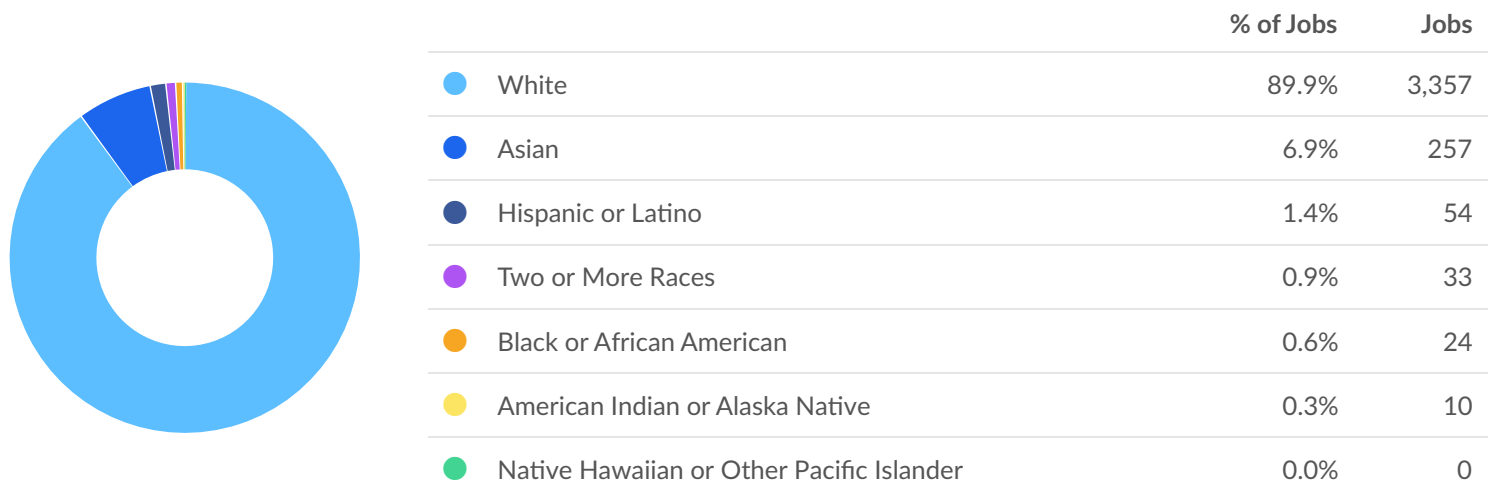 % of Jobs Jobs
White 89.9% 3,357
Asian 6.9% 257
Hispanic or Latino 1.4% 54
Two or More Races 0.9% 33
Black or African American 0.6% 24
American Indian or Alaska Native 0.3% 10
Native Hawaiian or Other Pacific Islander 0.0% 0